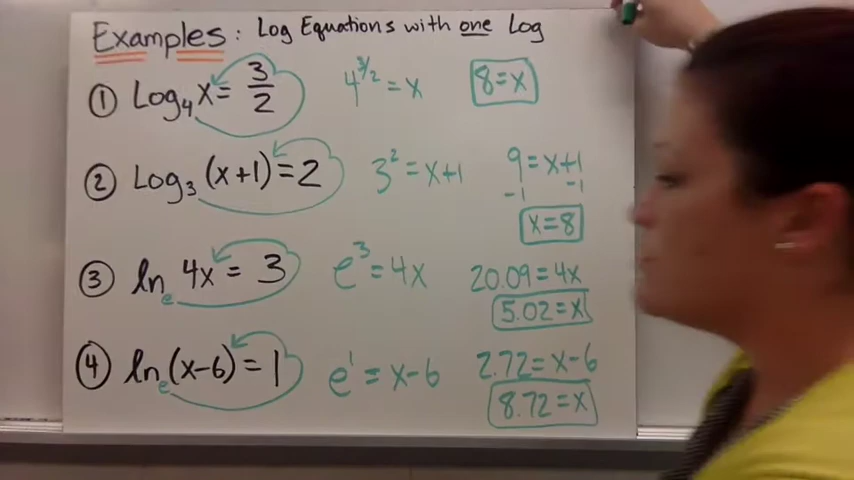 Examples: Log Equations with one Log
① Log₄x = 3/2 4^(3/2) = x 8 = x
② Log₃(x+1) = 2 3² = x+1 9 = x+1
-1 -1
x = 8
③ lnₑ 4x = 3 e³ = 4x 20.09 = 4x
5.02 = x
④ lnₑ(x-6) = 1 e¹ = x-6 2.72 = x-6
8.72 = x